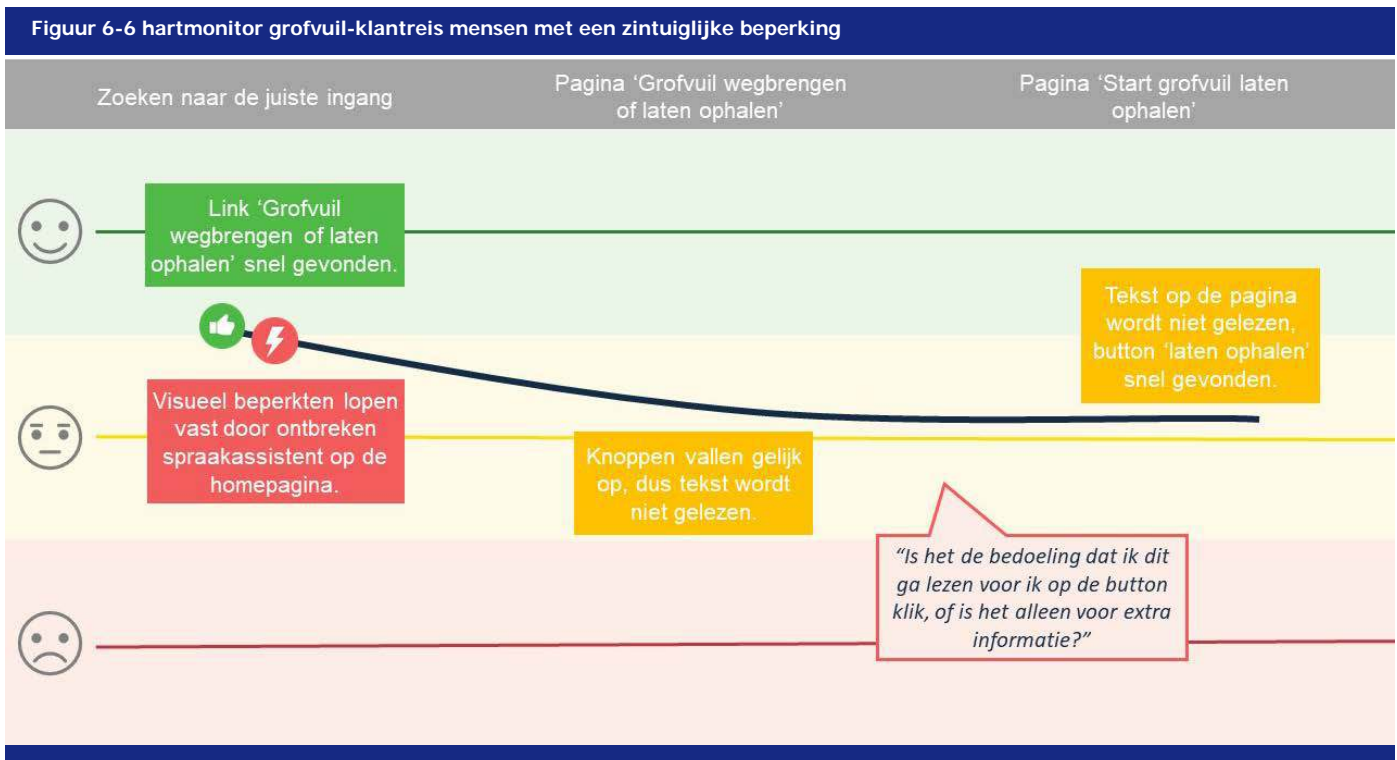 Figuur 6-6 hartmonitor grofvuil-klantreis mensen met een zintuiglijke beperking
Zoeken naar de juiste ingang
Pagina ‘Grofvuil wegbrengen
of laten ophalen’
Pagina ‘Start grofvuil laten
ophalen’
Link ‘Grofvuil
wegbrengen of laten
ophalen’ snel gevonden.
Visueel beperkten lopen
vast door ontbreken
spraakassistent op de
homepagina.
Knoppen vallen gelijk
op, dus tekst wordt
niet gelezen.
Tekst op de pagina
wordt niet gelezen,
button ‘laten ophalen’
snel gevonden.
“Is het de bedoeling dat ik dit
ga lezen voor ik op de button
klik, of is het alleen voor extra
informatie?”